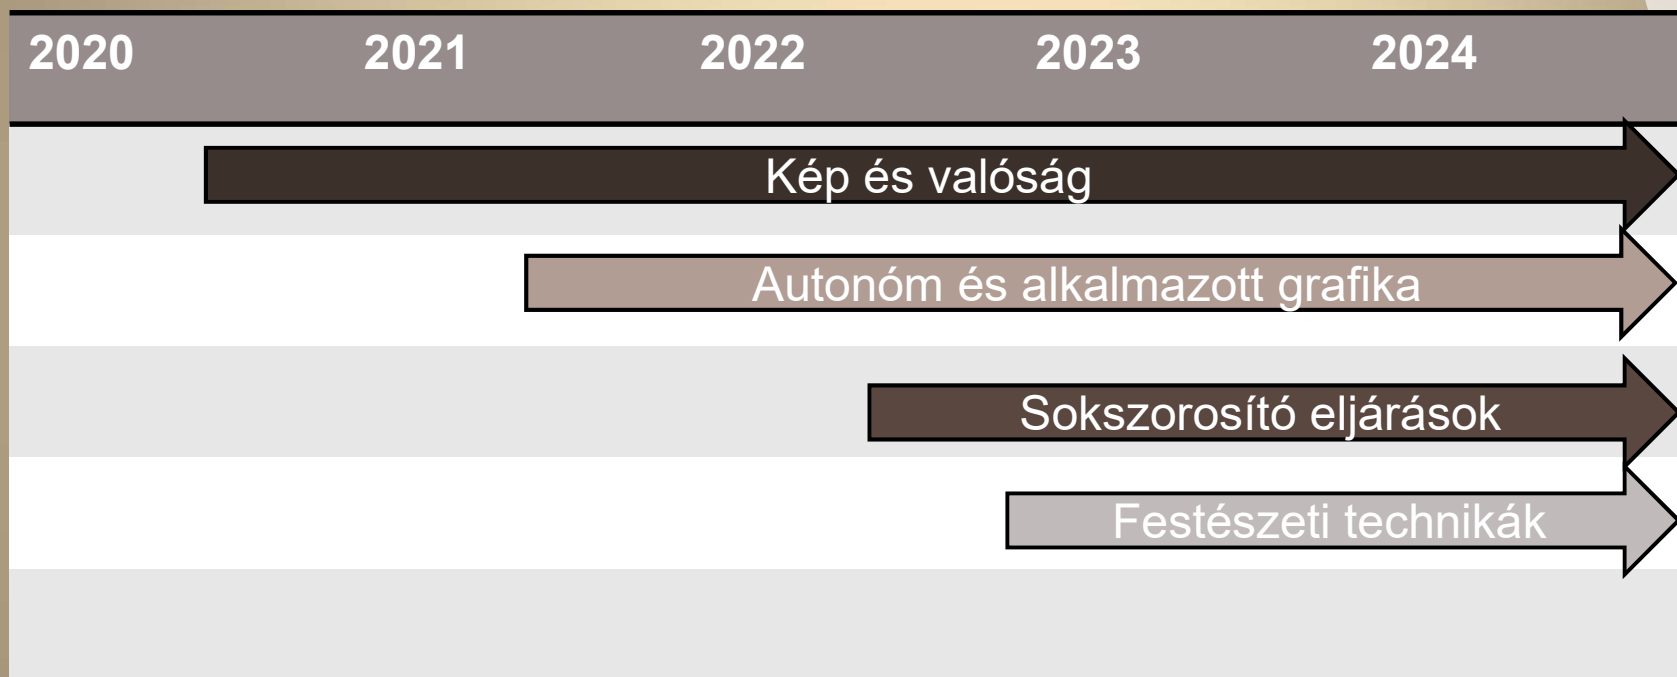 2020 2021 2022 2023 2024
Kép és valóság
Autonóm és alkalmazott grafika
Sokszorosító eljárások
Festészeti technikák